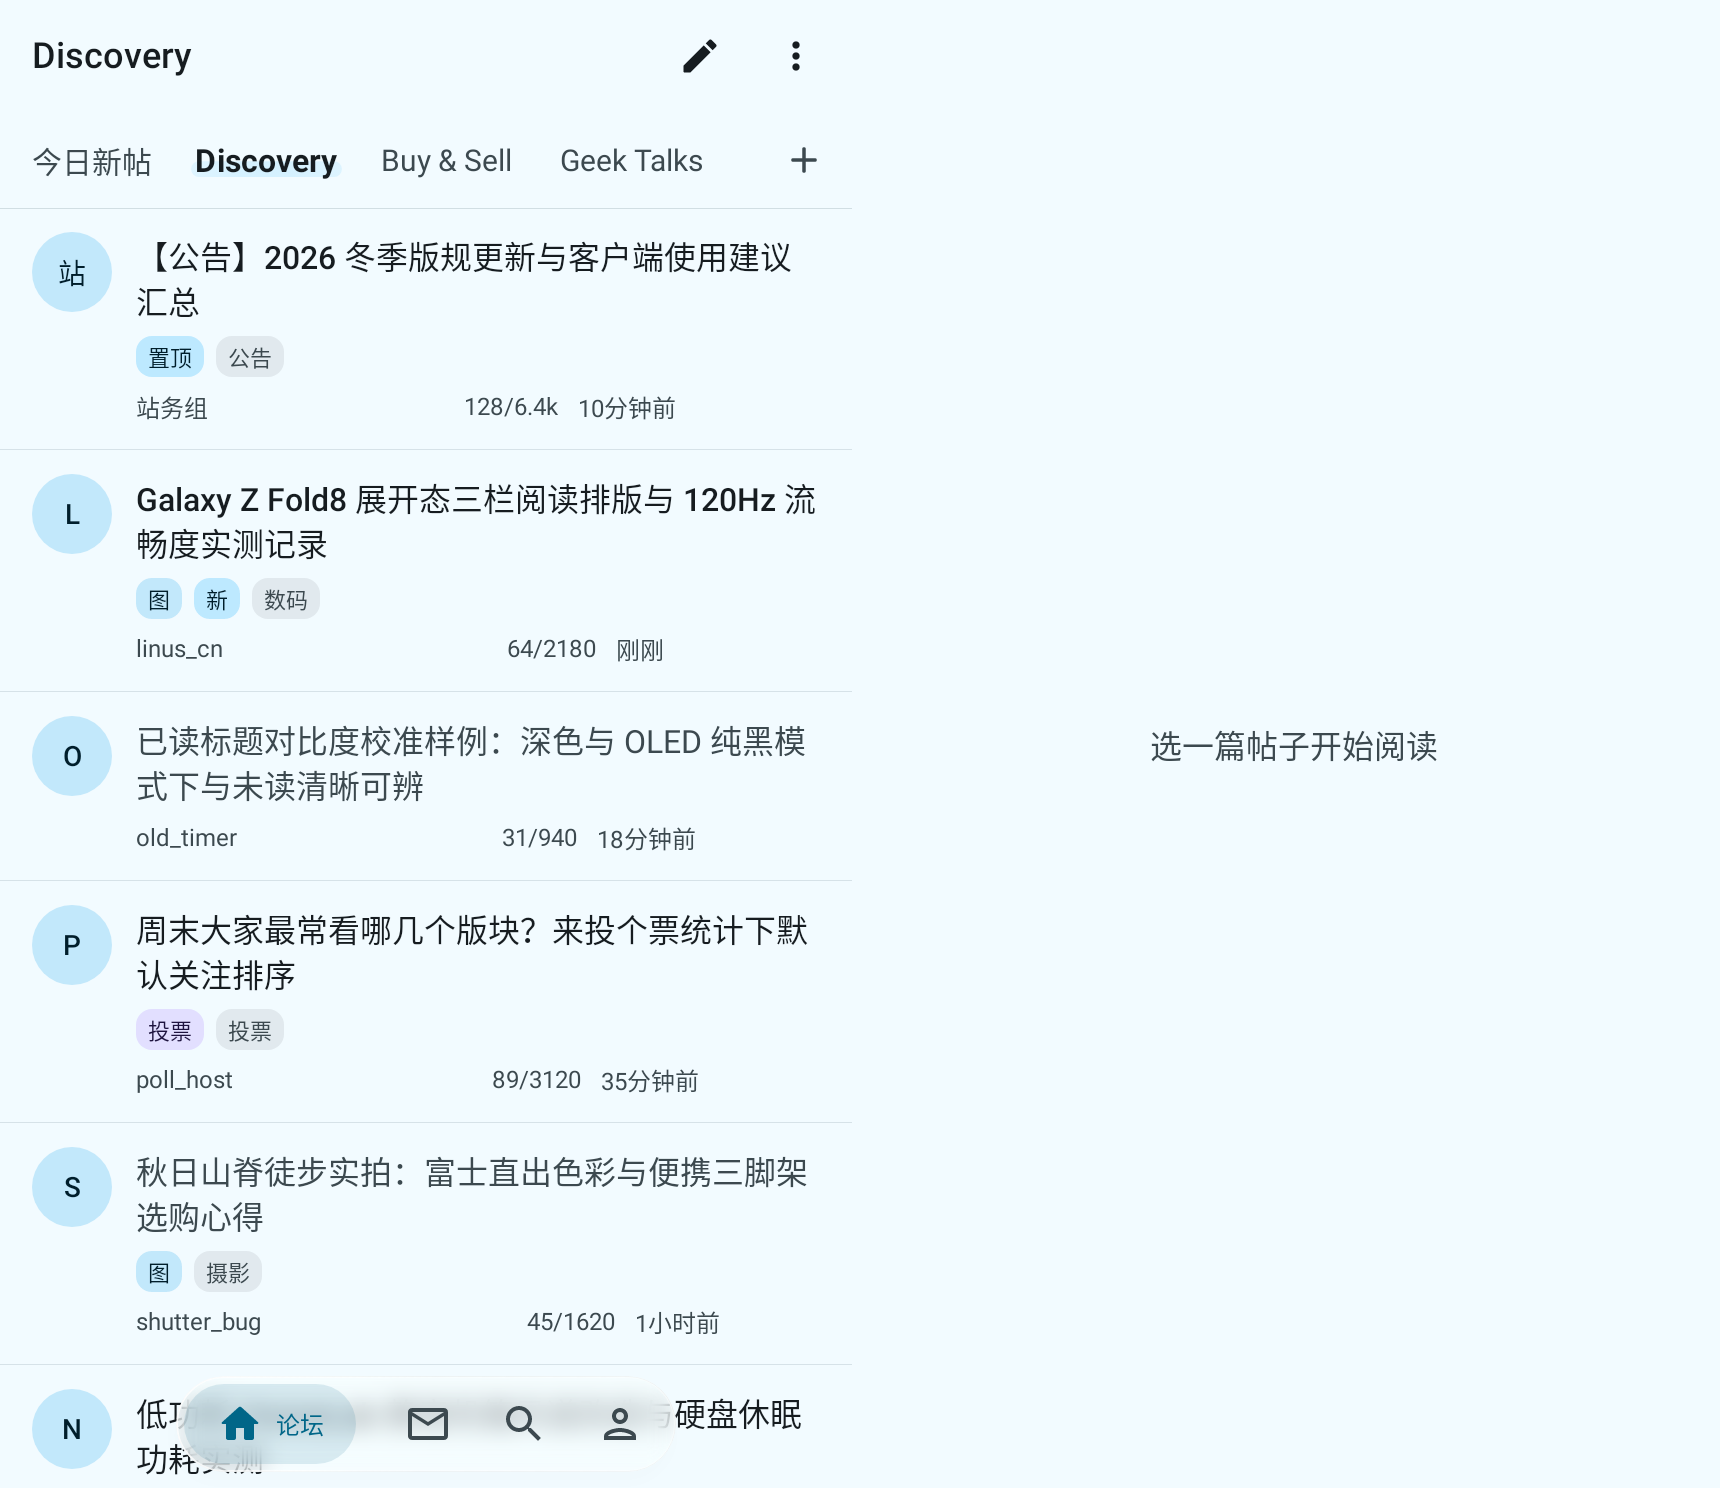 Discovery
今日新帖 Discovery Buy & Sell Geek Talks
站
【公告】2026 冬季版规更新与客户端使用建议
汇总
置顶 公告
站务组 128/6.4k 10分钟前
L
Galaxy Z Fold8 展开态三栏阅读排版与 120Hz 流
畅度实测记录
图 新 数码
linus_cn 64/2180 刚刚
O
已读标题对比度校准样例：深色与 OLED 纯黑模
式下与未读清晰可辨
old_timer 31/940 18分钟前
P
周末大家最常看哪几个版块？来投个票统计下默
认关注排序
投票 投票
poll_host 89/3120 35分钟前
S
秋日山脊徒步实拍：富士直出色彩与便携三脚架
选购心得
图 摄影
shutter_bug 45/1620 1小时前
N
低功 与硬盘休眠
功耗实测
论坛
选一篇帖子开始阅读